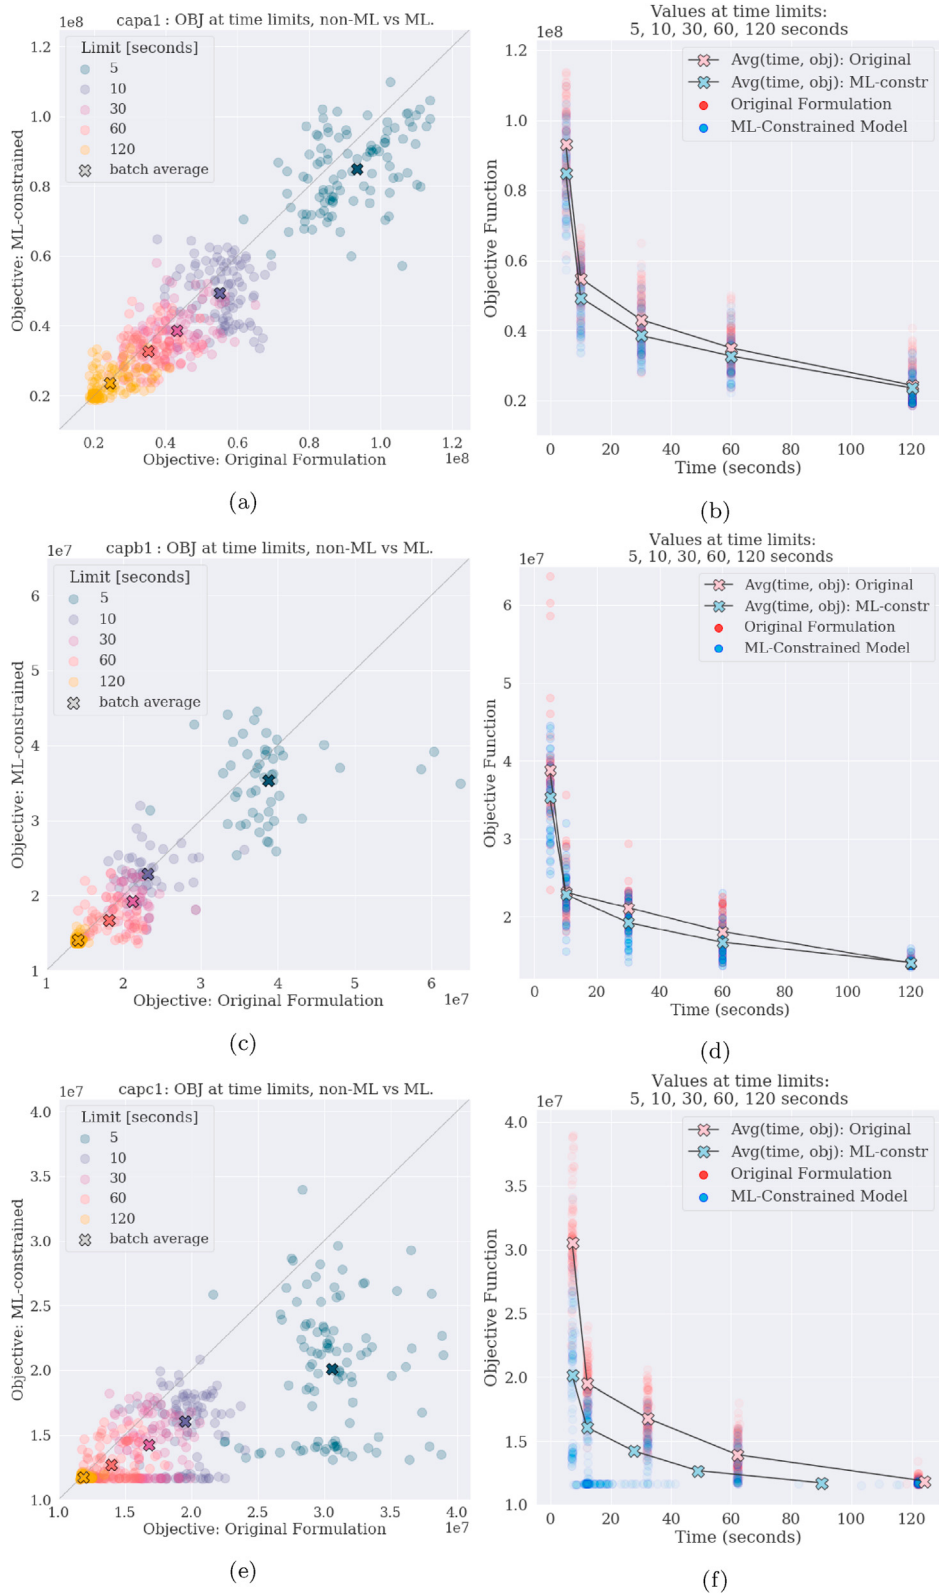 capa1 : OBJ at time limits, non-ML vs ML.
1e8
Limit [seconds]
5
10
30
60
120
batch average
Objective: ML-constrained
1.2
1.0
0.8
0.6
0.4
0.2
0.2 0.4 0.6 0.8 1.0 1.2
Objective: Original Formulation 1e8
(a)
Values at time limits:
5, 10, 30, 60, 120 seconds
1e8
Avg(time, obj): Original
Avg(time, obj): ML-constr
Original Formulation
ML-Constrained Model
Objective Function
1.2
1.0
0.8
0.6
0.4
0.2
0 20 40 60 80 100 120
Time (seconds)
(b)
capb1 : OBJ at time limits, non-ML vs ML.
1e7
Limit [seconds]
5
10
30
60
120
batch average
Objective: ML-constrained
6
5
4
3
2
1
1 2 3 4 5 6
Objective: Original Formulation 1e7
(c)
Values at time limits:
5, 10, 30, 60, 120 seconds
1e7
Avg(time, obj): Original
Avg(time, obj): ML-constr
Original Formulation
ML-Constrained Model
Objective Function
6
5
4
3
2
0 20 40 60 80 100 120
Time (seconds)
(d)
capc1 : OBJ at time limits, non-ML vs ML.
1e7
Limit [seconds]
5
10
30
60
120
batch average
Objective: ML-constrained
4.0
3.5
3.0
2.5
2.0
1.5
1.0
1.0 1.5 2.0 2.5 3.0 3.5 4.0
Objective: Original Formulation 1e7
(e)
Values at time limits:
5, 10, 30, 60, 120 seconds
1e7
Avg(time, obj): Original
Avg(time, obj): ML-constr
Original Formulation
ML-Constrained Model
Objective Function
4.0
3.5
3.0
2.5
2.0
1.5
1.0
0 20 40 60 80 100 120
Time (seconds)
(f)